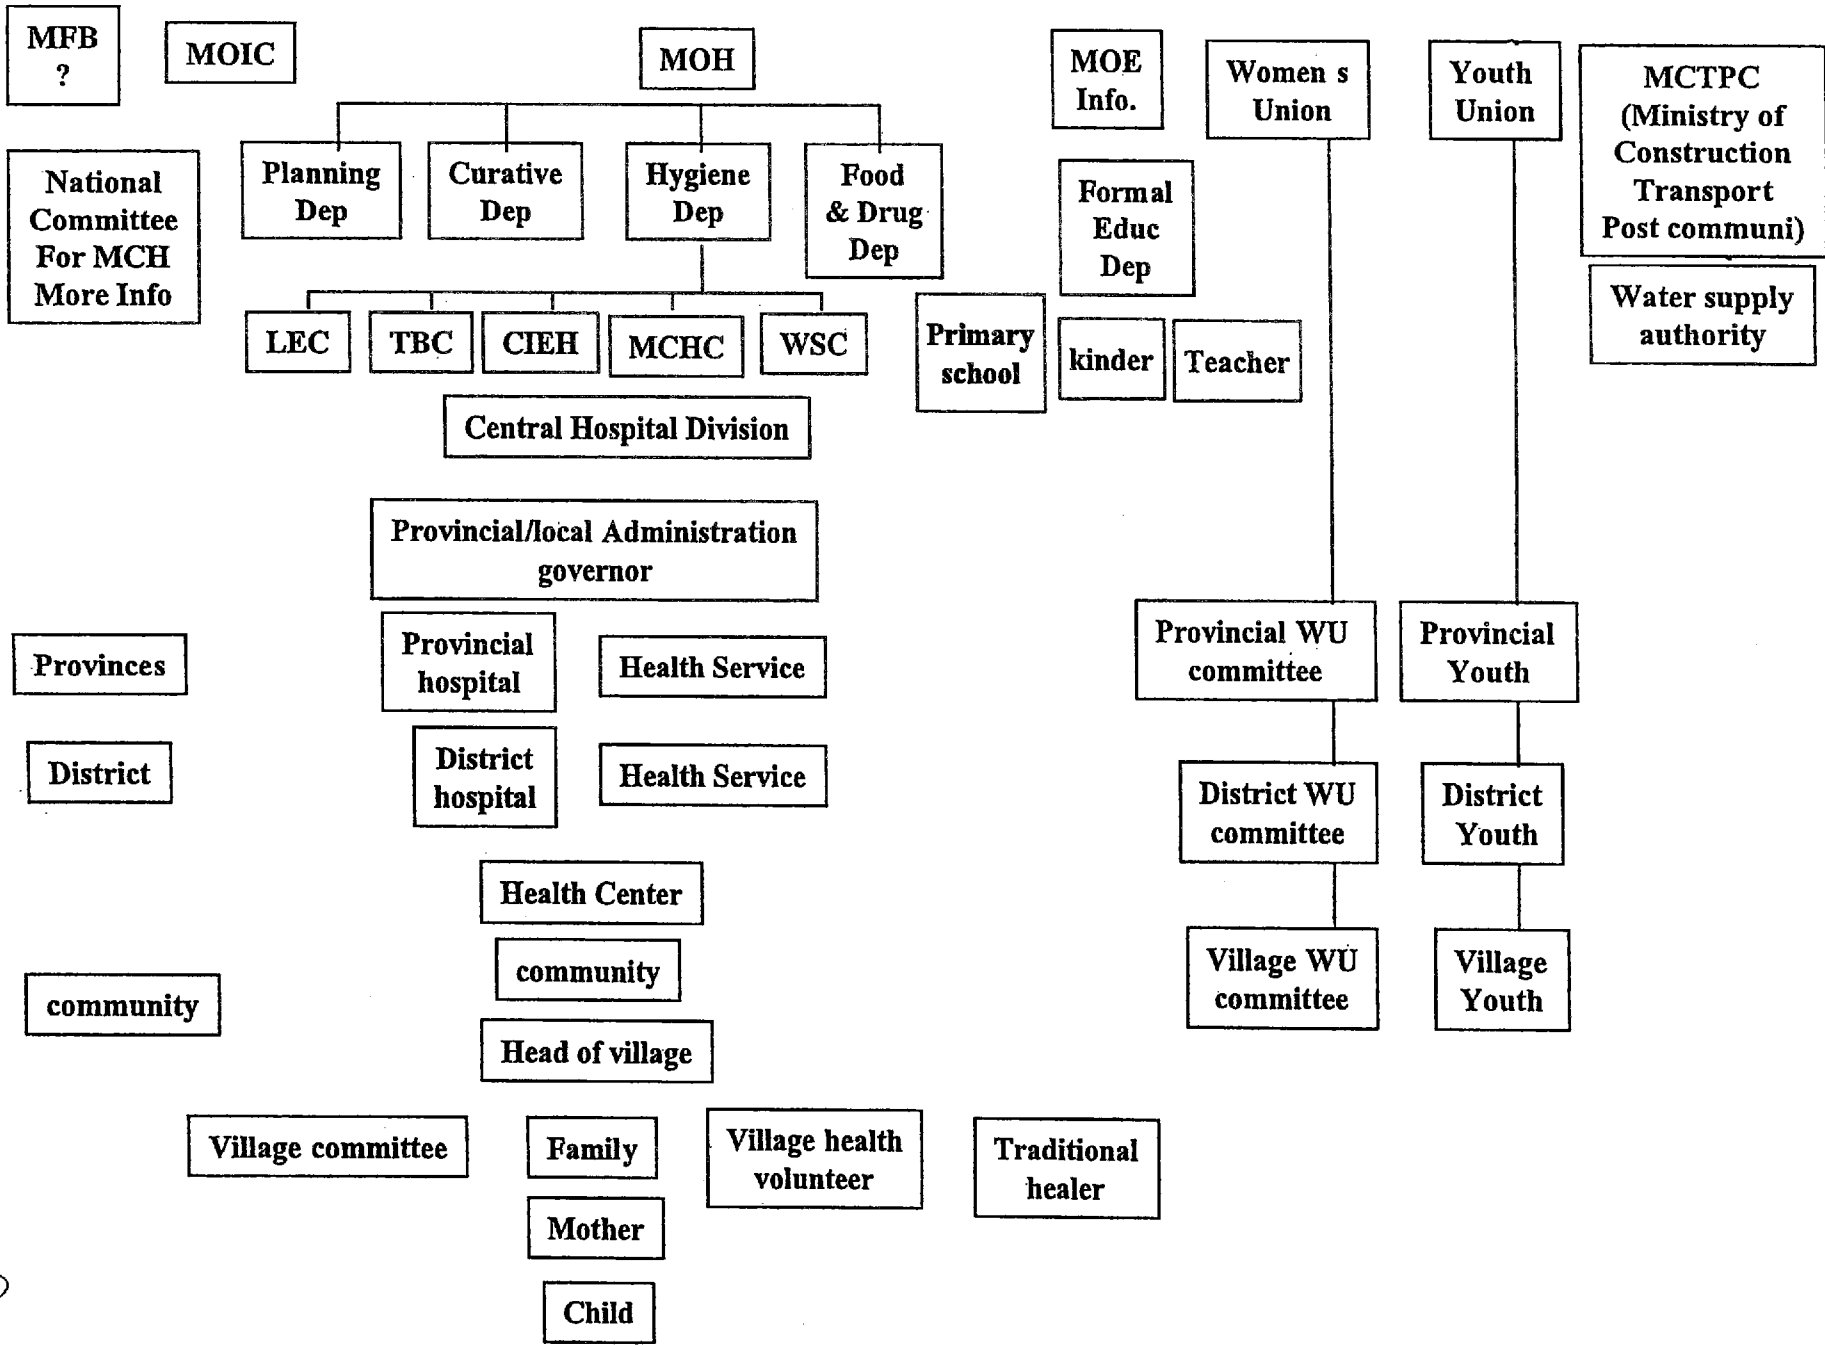 MFB
?
MOIC
MOH
MOE
Info.
Women s
Union
Youth
Union
MCTPC
(Ministry of
Construction
Transport
Post communi)
National
Committee
For MCH
More Info
Planning
Dep
Curative
Dep
Hygiene
Dep
Food
& Drug
Dep
Formal
Educ
Dep
Water supply
authority
LEC
TBC
CIEH
MCHC
WSC
Primary
school
kinder
Teacher
Central Hospital Division
Provincial/local Administration
governor
Provinces
Provincial
hospital
Health Service
Provincial WU
committee
Provincial
Youth
District
District
hospital
Health Service
District WU
committee
District
Youth
Health Center
community
community
Village WU
committee
Village
Youth
Head of village
Village committee
Family
Village health
volunteer
Traditional
healer
Mother
Child